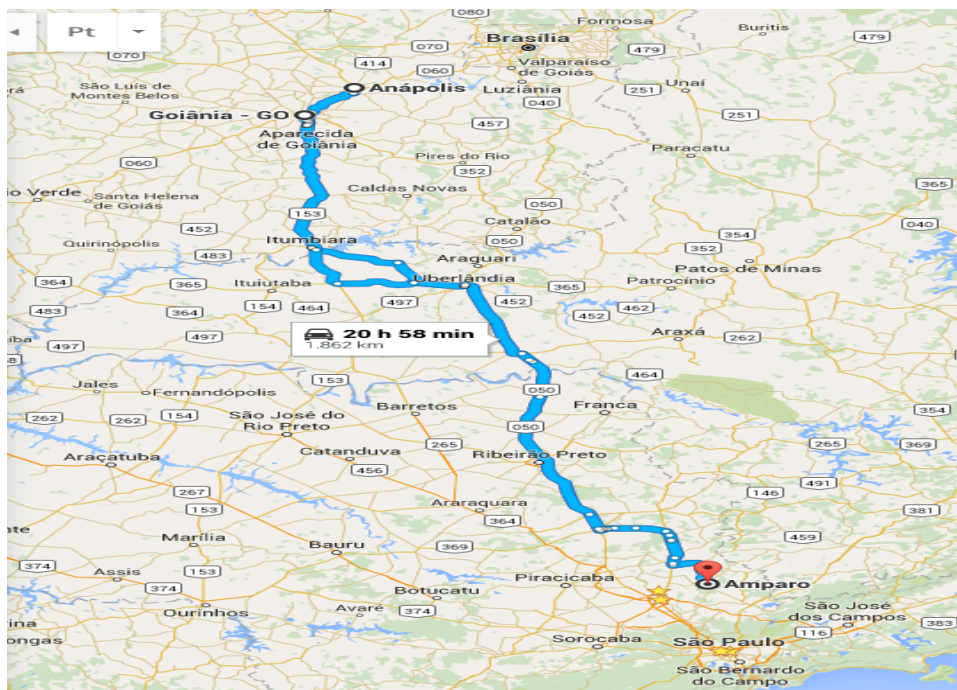 Pt
080
Formosa
Buritis
479
070
Brasília
479
070
414
060
Valparaíso
de Goiás
Luziânia
Unaí
251
251
São Luís de
Montes Belos
Anápolis
040
Goiânia - GO
Aparecida
de Goiânia
457
Paracatu
060
Pires do Rio
352
365
io Verde
Santa Helena
de Goiás
Caldas Novas
050
040
153
Catalão
452
354
Quirinópolis
Itumbiara
050
352
483
Araguari
Patos de Minas
364
365
Ituiutaba
Uberlândia
365
Patrocínio
154
464
497
452
452
462
483
364
20 h 58 min
1.862 km
Araxá
262
497
497
153
464
Jales
Fernandópolis
050
262
154
São José do
Rio Preto
Barretos
Franca
354
262
050
265
265
369
Araçatuba
Catanduva
456
Ribeirão Preto
491
267
146
153
Araraquara
364
381
Marília
459
Bauru
369
374
Assis
153
Piracicaba
Amparo
374
Botucatu
Ourinhos
Avaré
374
São José
dos Campos
ongas
Sorocaba
São Paulo
116
383
São Bernardo
do Campo